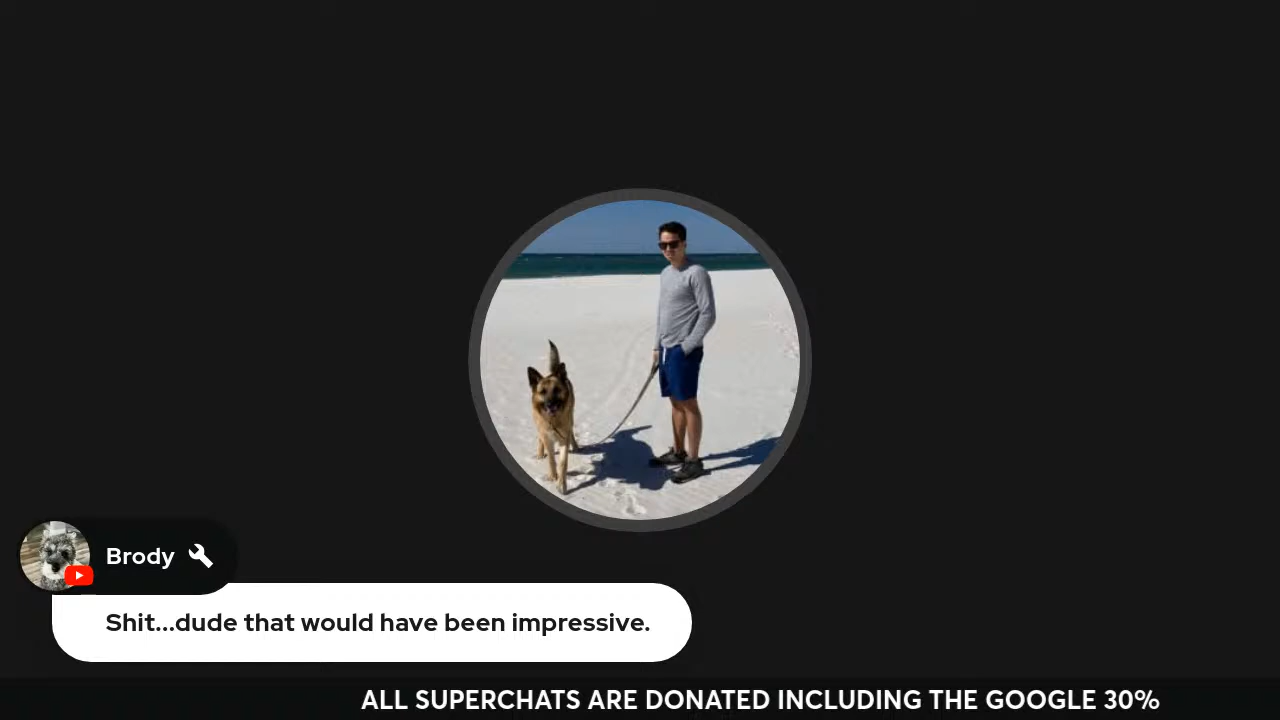 Brody
Shit...dude that would have been impressive.
ALL SUPERCHATS ARE DONATED INCLUDING THE GOOGLE 30%